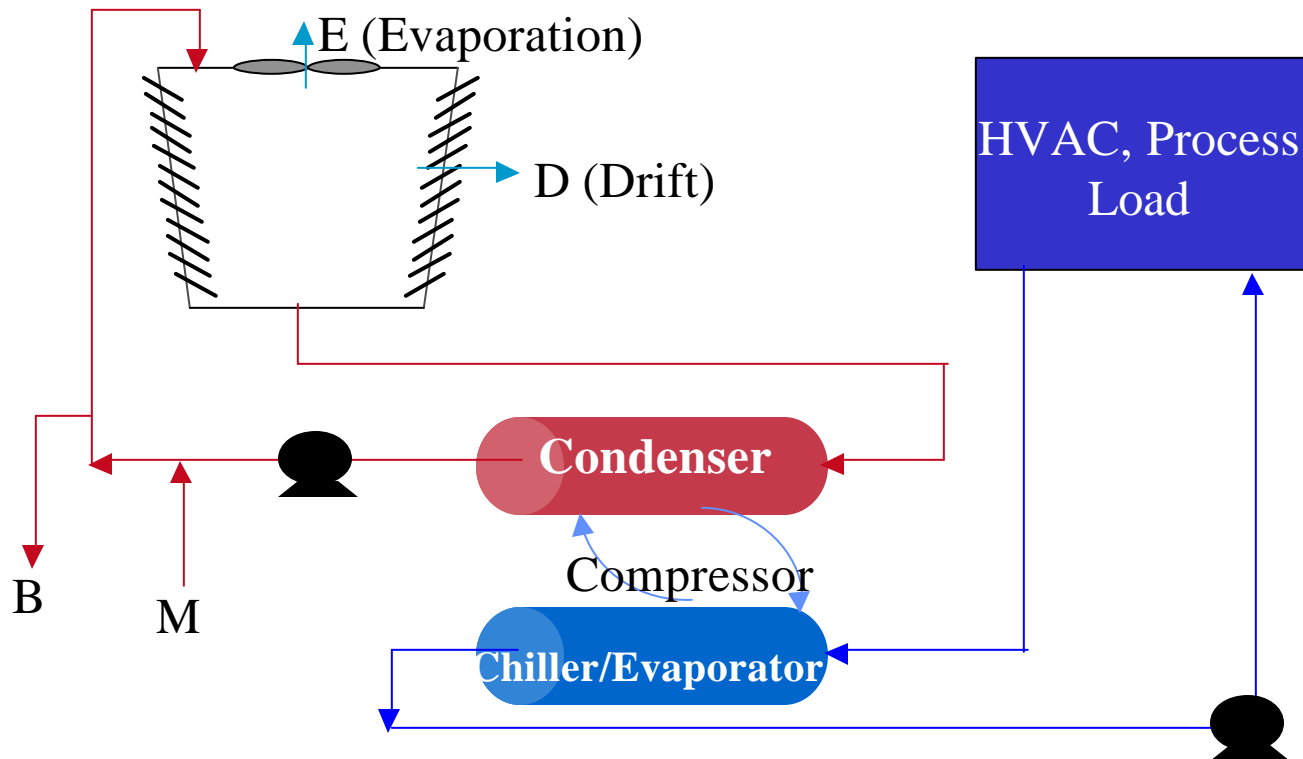 E (Evaporation)
D (Drift)
HVAC, Process
Load
Condenser
Compressor
Chiller/Evaporator
B
M